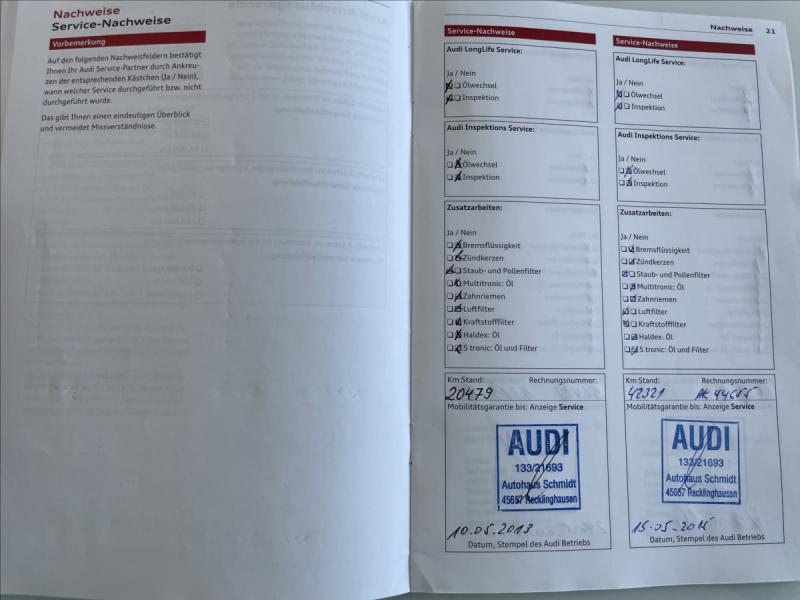 Nachweise
Service-Nachweise
Vorbemerkung
Auf den folgenden Nachweisfeldern bestätigt
Ihnen Ihr Audi Service-Partner durch Ankreu-
zen der entsprechenden Kästchen (Ja / Nein),
wann welcher Service durchgeführt bzw. nicht
durchgeführt wurde.
Das gibt Ihnen einen eindeutigen Überblick
und vermeidet Missverständnisse.
Nachweise 21
Service-Nachweise
Audi LongLife Service:
Ja / Nein
Ölwechsel
Inspektion
Audi Inspektions Service:
Ja / Nein
Ölwechsel
Inspektion
Zusatzarbeiten:
Ja / Nein
Bremsflüssigkeit
Zündkerzen
Staub- und Pollenfilter
Multitronic: Öl
Zahnriemen
Luftfilter
Kraftstofffilter
Haldex: Öl
S tronic: Öl und Filter
Km Stand: Rechnungsnummer:
20479
Mobilitätsgarantie bis: Anzeige Service
AUDI
133/21693
Autohaus Schmidt
45657 Recklinghausen
10.05.2013
Datum, Stempel des Audi Betriebs
Service-Nachweise
Audi LongLife Service:
Ja / Nein
Ölwechsel
Inspektion
Audi Inspektions Service:
Ja / Nein
Ölwechsel
Inspektion
Zusatzarbeiten:
Ja / Nein
Bremsflüssigkeit
Zündkerzen
Staub- und Pollenfilter
Multitronic: Öl
Zahnriemen
Luftfilter
Kraftstofffilter
Haldex: Öl
S tronic: Öl und Filter
Km Stand: Rechnungsnummer:
42321
Mobilitätsgarantie bis: Anzeige Service
AUDI
133/21693
Autohaus Schmidt
45657 Recklinghausen
Datum, Stempel des Audi Betriebs